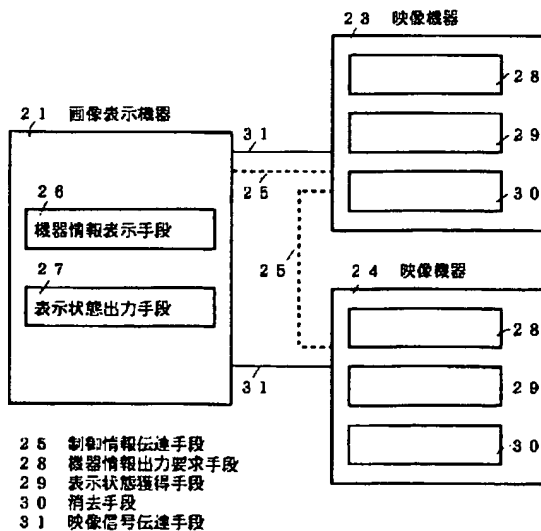 ２３ 映像機器
２８
２９
３０
２１ 画像表示機器
３１
２５
２６
機器情報表示手段
２７
表示状態出力手段
２５
２４ 映像機器
２８
２９
３０
３１
２５ 制御情報伝達手段
２８ 機器情報出力要求手段
２９ 表示状態獲得手段
３０ 消去手段
３１ 映像信号伝達手段